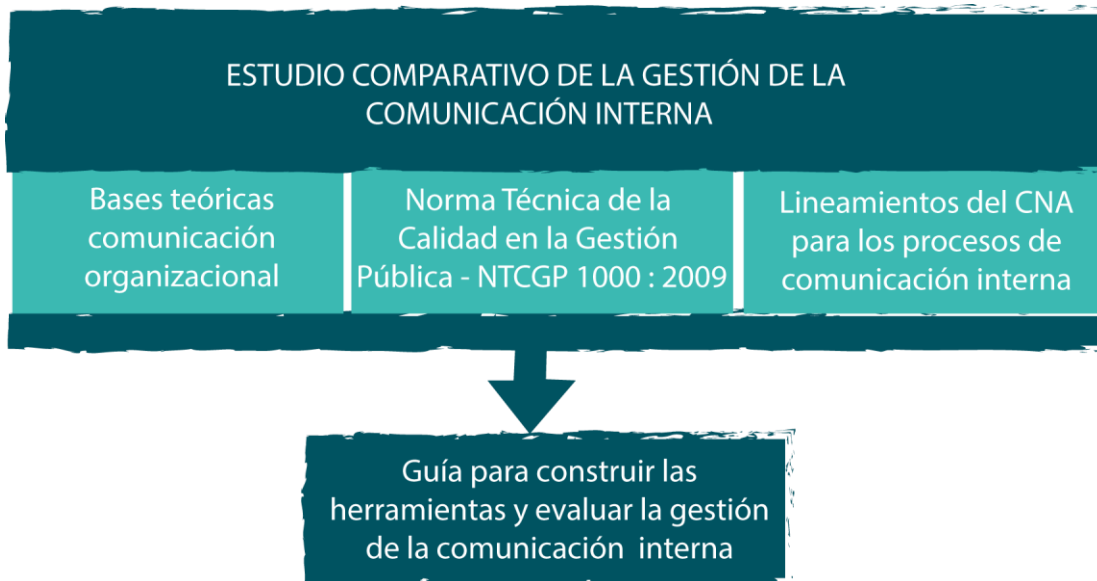 ESTUDIO COMPARATIVO DE LA GESTIÓN DE LA
COMUNICACIÓN INTERNA
Bases teóricas
comunicación
organizacional
Norma Técnica de la
Calidad en la Gestión
Pública - NTCGP 1000 : 2009
Lineamientos del CNA
para los procesos de
comunicación interna
Guía para construir las
herramientas y evaluar la gestión
de la comunicación interna